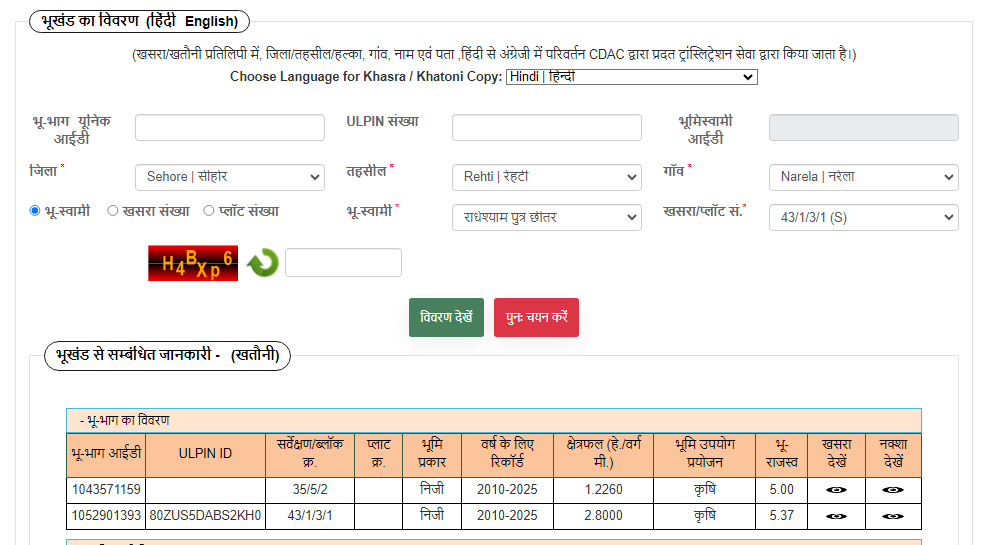 भूखंड का विवरण (हिंदी English)
(खसरा/खतौनी प्रतिलिपी में, जिला/तहसील/हल्का, गांव, नाम एवं पता ,हिंदी से अंग्रेजी में परिवर्तन CDAC द्वारा प्रदत ट्रांस्लिट्रेशन सेवा द्वारा किया जाता है।)
Choose Language for Khasra / Khatoni Copy: Hindi | हिन्दी
भू-भाग यूनिक आईडी ULPIN संख्या भूमिस्वामी आईडी
जिला * Sehore | सीहोर तहसील * Rehti | रेहटी गाँव * Narela | नरेला
भू-स्वामी खसरा संख्या प्लॉट संख्या भू-स्वामी * राधेश्याम पुत्र छीतर खसरा/प्लॉट सं.* 43/1/3/1 (S)
H4BXp6
विवरण देखें पुनः चयन करें
भूखंड से सम्बंधित जानकारी - (खतौनी)
- भू-भाग का विवरण
भू-भाग आईडी ULPIN ID सर्वेक्षण/ब्लॉक क्र. प्लाट क्र. भूमि प्रकार वर्ष के लिए रिकॉर्ड क्षेत्रफल (हे./वर्ग मी.) भूमि उपयोग प्रयोजन भू-राजस्व खसरा देखें नक्शा देखें
1043571159 35/5/2 निजी 2010-2025 1.2260 कृषि 5.00
1052901393 80ZUS5DABS2KH0 43/1/3/1 निजी 2010-2025 2.8000 कृषि 5.37